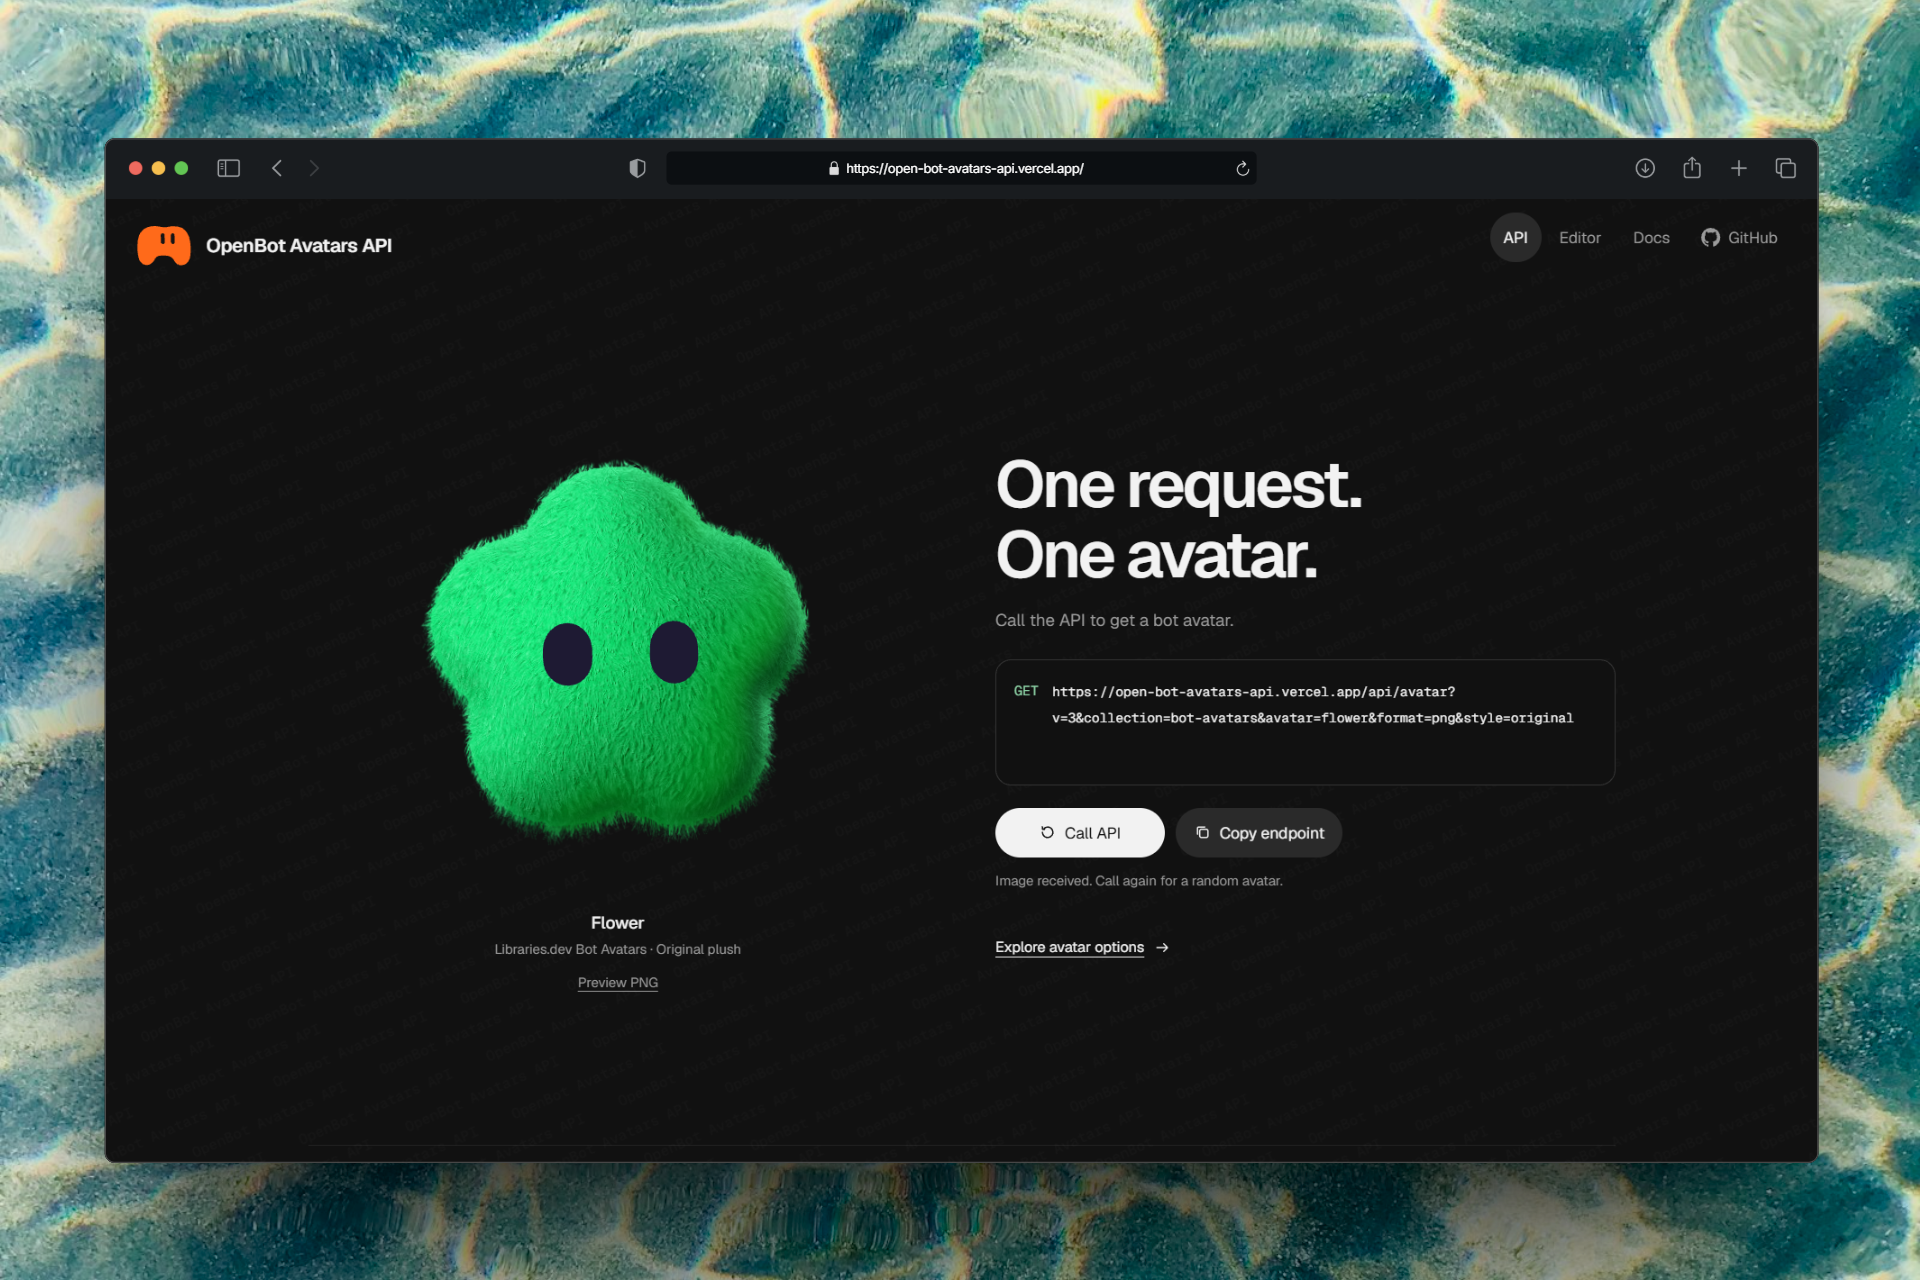 https://open-bot-avatars-api.vercel.app/
OpenBot Avatars API
API
Editor
Docs
GitHub
One request.
One avatar.
Call the API to get a bot avatar.
GET https://open-bot-avatars-api.vercel.app/api/avatar?
v=3&collection=bot-avatars&avatar=flower&format=png&style=original
Call API
Copy endpoint
Image received. Call again for a random avatar.
Explore avatar options →
Flower
Libraries.dev Bot Avatars · Original plush
Preview PNG